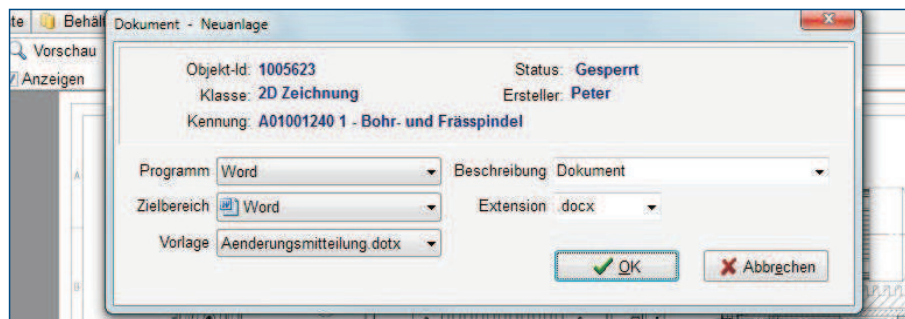 te Behält
Dokument - Neuanlage
Vorschau
Anzeigen
Objekt-Id: 1005623 Status: Gesperrt
Klasse: 2D Zeichnung Ersteller: Peter
Kennung: A01001240 1 - Bohr- und Frässpindel
Programm Word Beschreibung Dokument
Zielbereich Word Extension .docx
Vorlage Aenderungsmitteilung.dotx
OK Abbrechen
A
B